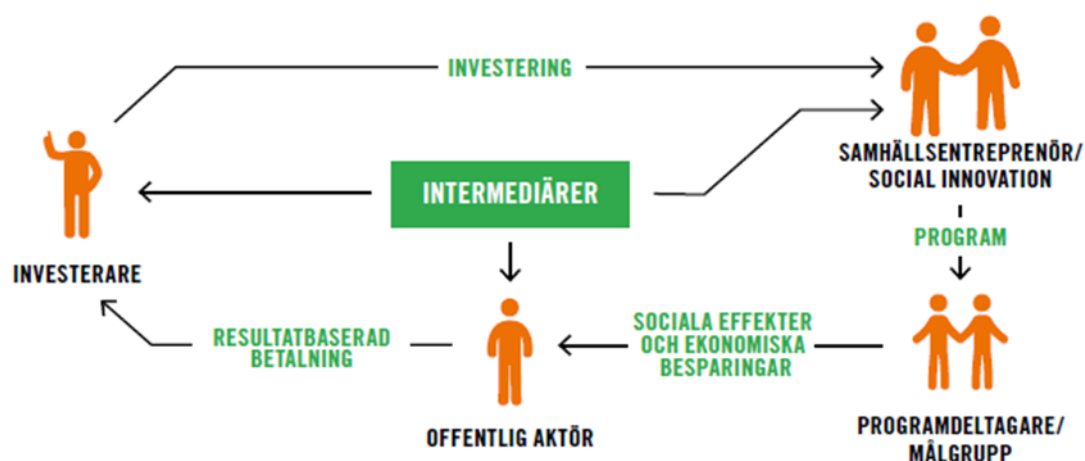 INVESTERING
SAMHÄLLSENTREPRENÖR/
SOCIAL INNOVATION
INTERMEDIÄRER
PROGRAM
INVESTERARE
RESULTATBASERAD
BETALNING
SOCIALA EFFEKTER
OCH EKONOMISKA
BESPARINGAR
OFFENTLIG AKTÖR
PROGRAMDELTAGARE/
MÅLGRUPP